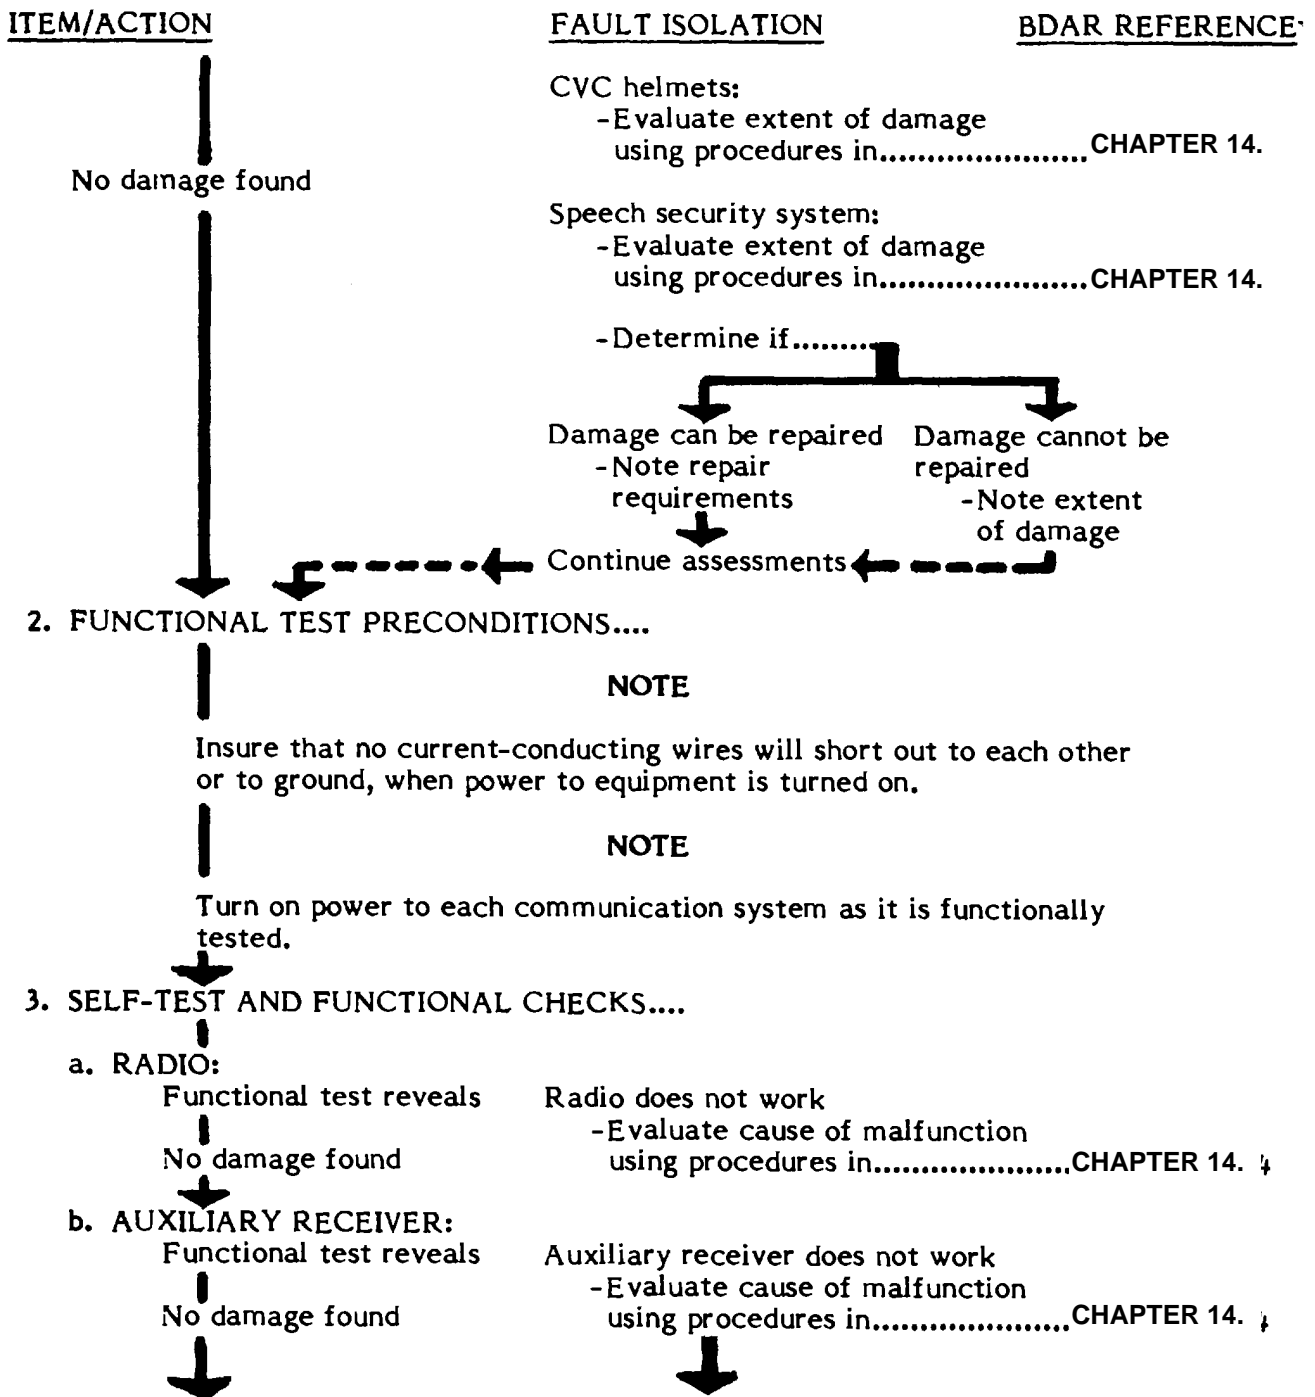 ITEM/ACTION FAULT ISOLATION BDAR REFERENCE
CVC helmets:
-Evaluate extent of damage
using procedures in......................CHAPTER 14.
No damage found
Speech security system:
-Evaluate extent of damage
using procedures in......................CHAPTER 14.
-Determine if.........
Damage can be repaired
-Note repair
requirements
Damage cannot be
repaired
-Note extent
of damage
Continue assessments
2. FUNCTIONAL TEST PRECONDITIONS....
NOTE
Insure that no current-conducting wires will short out to each other
or to ground, when power to equipment is turned on.
NOTE
Turn on power to each communication system as it is functionally
tested.
3. SELF-TEST AND FUNCTIONAL CHECKS....
a. RADIO:
Functional test reveals Radio does not work
-Evaluate cause of malfunction
No damage found using procedures in.....................CHAPTER 14.
b. AUXILIARY RECEIVER:
Functional test reveals Auxiliary receiver does not work
-Evaluate cause of malfunction
No damage found using procedures in.....................CHAPTER 14.